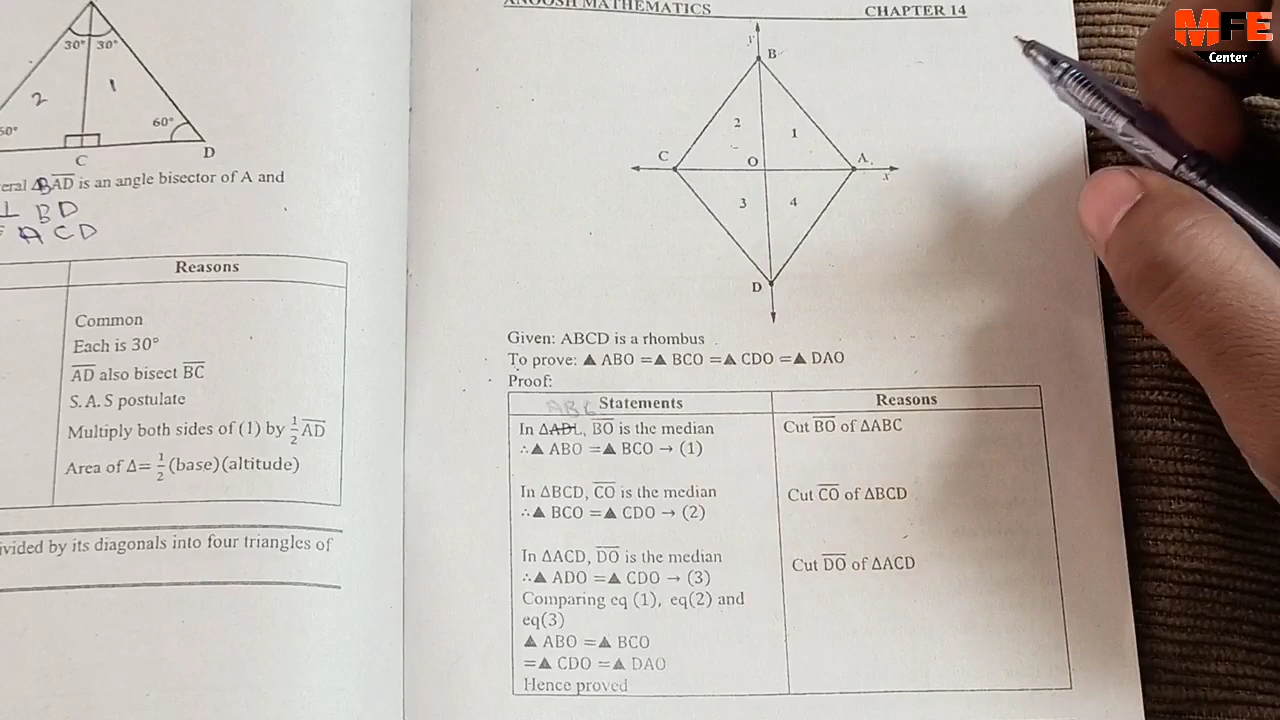 30° 30°
2
1
60°
C
D
is an angle bisector of A and
⊥ BD
A C D
Reasons
Common
Each is 30°
AD also bisect BC
S. A. S postulate
Multiply both sides of (1) by 1/2 AD
Area of Δ= 1/2 (base)(altitude)
its diagonals into four triangles of
ANOOSH MATHEMATICS
CHAPTER 14
MFE
Center
y
B
2
1
C
O
A
x
3
4
D
Given: ABCD is a rhombus
To prove: ▲ ABO =▲ BCO =▲ CDO =▲ DAO
Proof:
ABC
Statements
Reasons
In Δ , BO is the median
Cut BO of ΔABC
∴▲ ABO =▲ BCO → (1)
In ΔBCD, CO is the median
Cut CO of ΔBCD
∴▲ BCO =▲ CDO → (2)
In ΔACD, DO is the median
Cut DO of ΔACD
∴▲ ADO =▲ CDO → (3)
Comparing eq (1), eq(2) and
eq(3)
▲ ABO =▲ BCO
=▲ CDO =▲ DAO
Hence proved